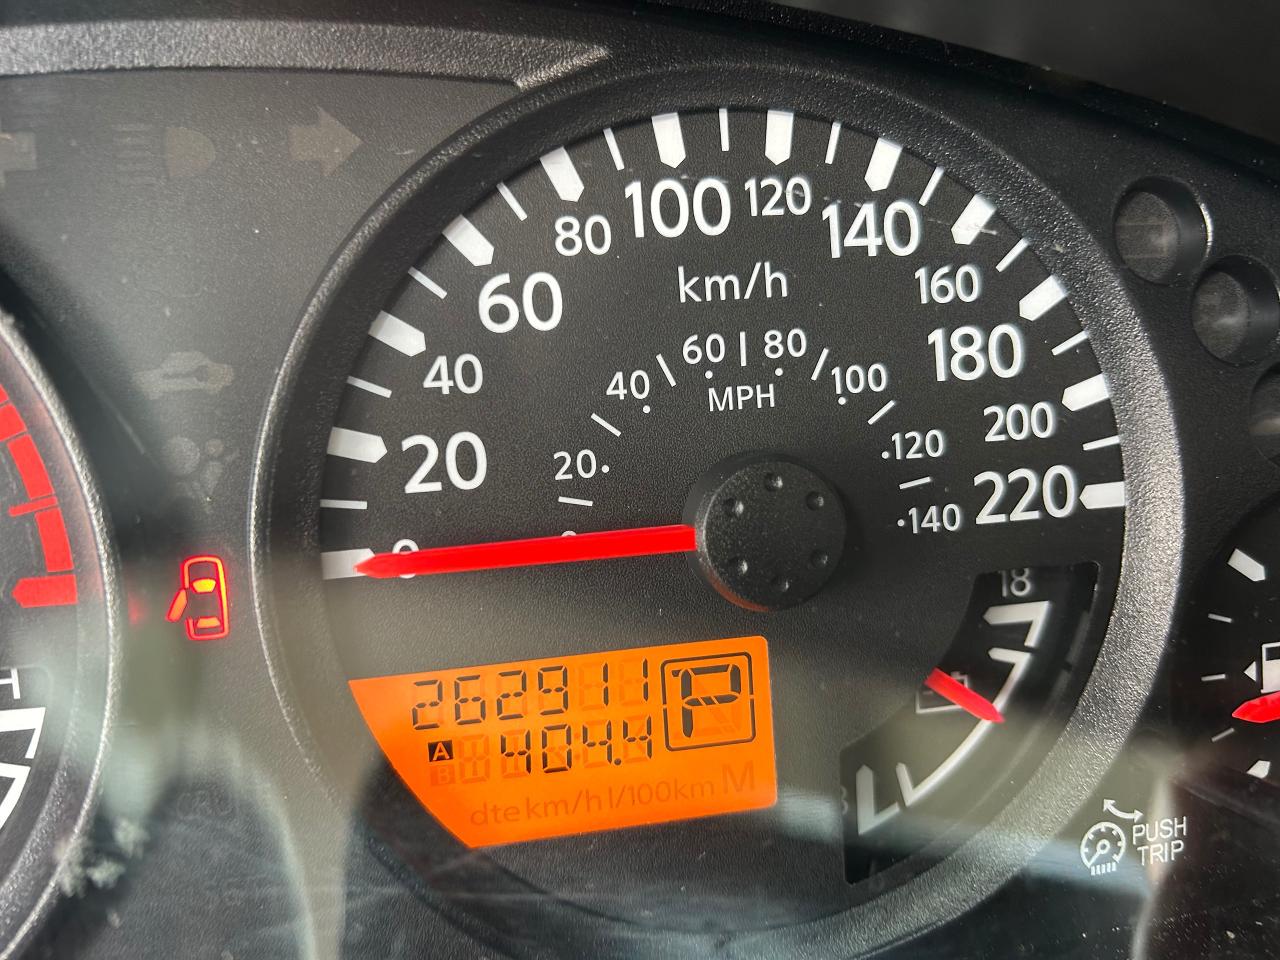 100 120
80 140
60 km/h 160
40 60 80 180
40 MPH 100
20 20 120 200
0 140 220
18
262911 P
A 404.4
B
dte km/h l/100km M
PUSH
TRIP